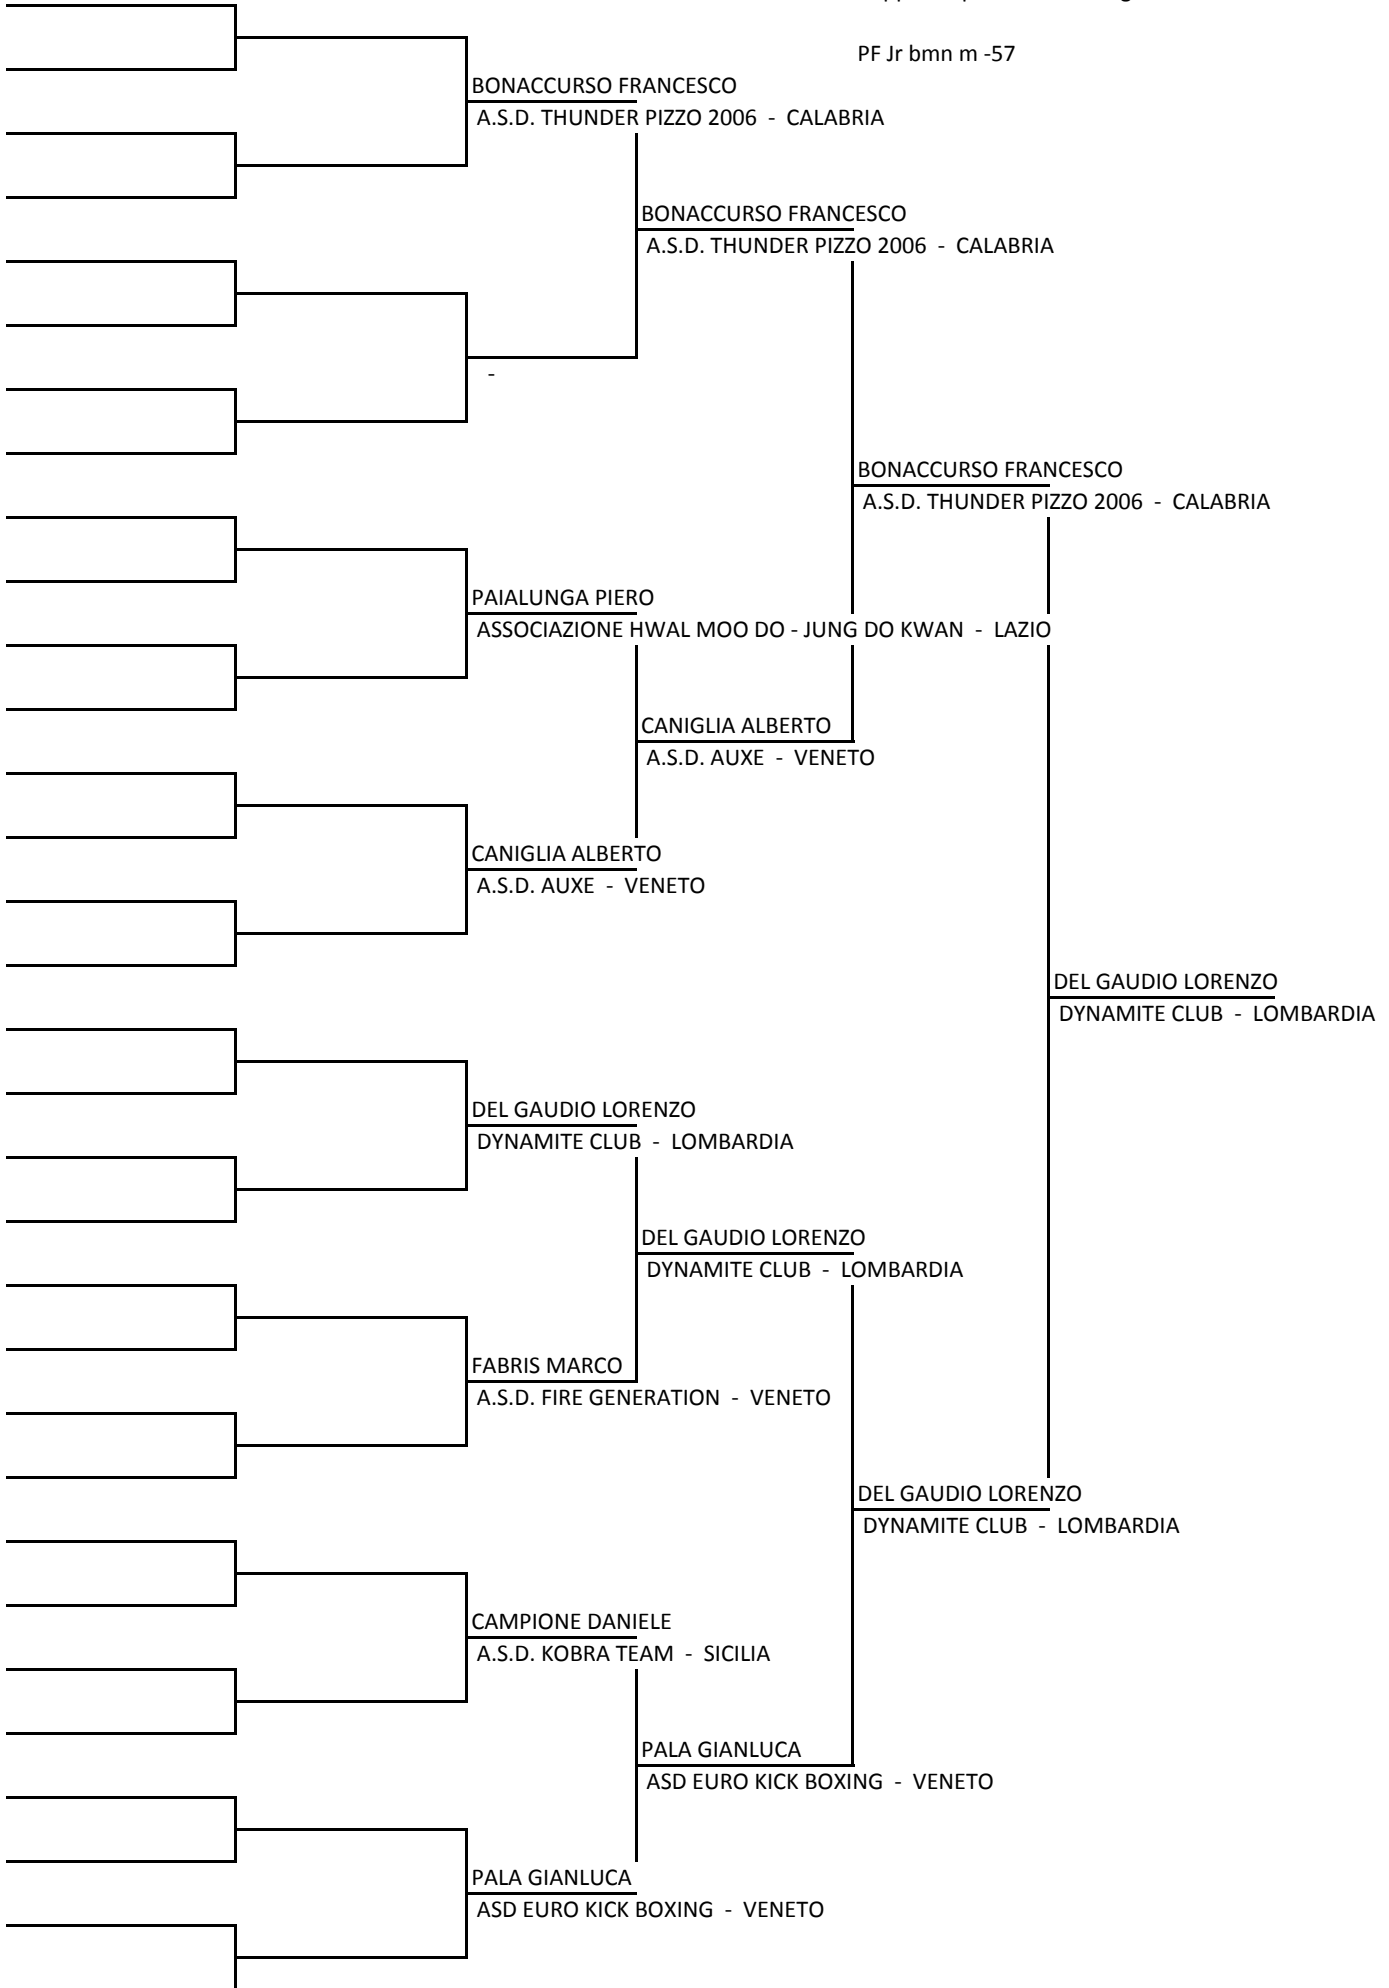 PF Jr bmn m -57
BONACCURSO FRANCESCO
A.S.D. THUNDER PIZZO 2006 - CALABRIA
BONACCURSO FRANCESCO
A.S.D. THUNDER PIZZO 2006 - CALABRIA
-
BONACCURSO FRANCESCO
A.S.D. THUNDER PIZZO 2006 - CALABRIA
PAIALUNGA PIERO
ASSOCIAZIONE HWAL MOO DO - JUNG DO KWAN - LAZIO
CANIGLIA ALBERTO
A.S.D. AUXE - VENETO
CANIGLIA ALBERTO
A.S.D. AUXE - VENETO
DEL GAUDIO LORENZO
DYNAMITE CLUB - LOMBARDIA
DEL GAUDIO LORENZO
DYNAMITE CLUB - LOMBARDIA
DEL GAUDIO LORENZO
DYNAMITE CLUB - LOMBARDIA
FABRIS MARCO
A.S.D. FIRE GENERATION - VENETO
DEL GAUDIO LORENZO
DYNAMITE CLUB - LOMBARDIA
CAMPIONE DANIELE
A.S.D. KOBRA TEAM - SICILIA
PALA GIANLUCA
ASD EURO KICK BOXING - VENETO
PALA GIANLUCA
ASD EURO KICK BOXING - VENETO